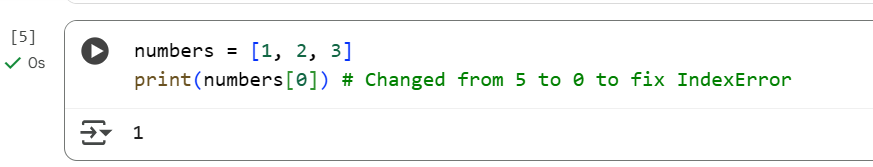 [5]
0s
numbers = [1, 2, 3]
print(numbers[0]) # Changed from 5 to 0 to fix IndexError
1